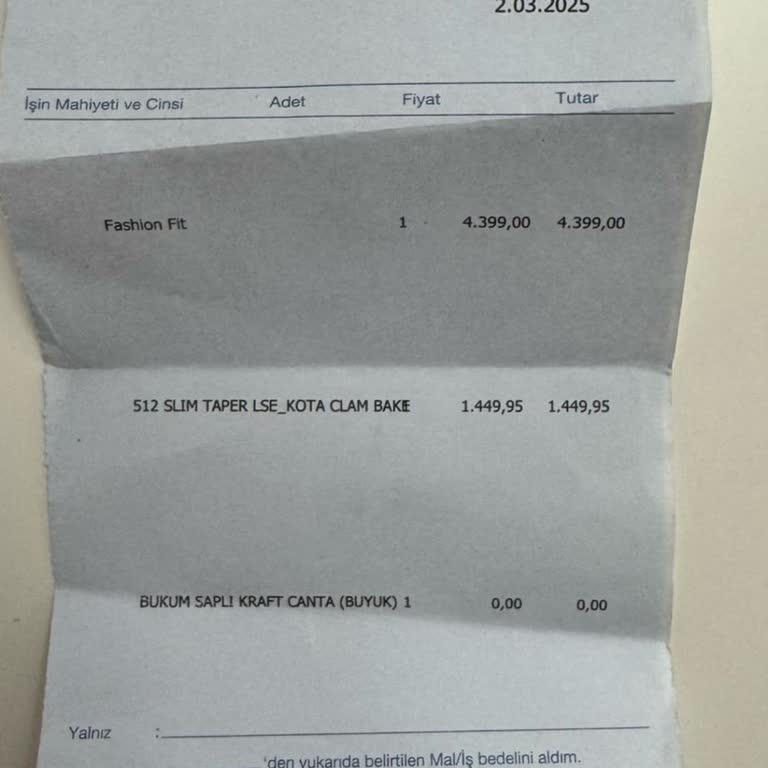 2.03.2025
İşin Mahiyeti ve Cinsi Adet Fiyat Tutar
Fashion Fit 1 4.399,00 4.399,00
512 SLIM TAPER LSE_KOTA CLAM BAKE 1.449,95 1.449,95
BUKUM SAPLI KRAFT CANTA (BUYUK) 1 0,00 0,00
Yalnız :
'den yukarıda belirtilen Mal/İş bedelini aldım.